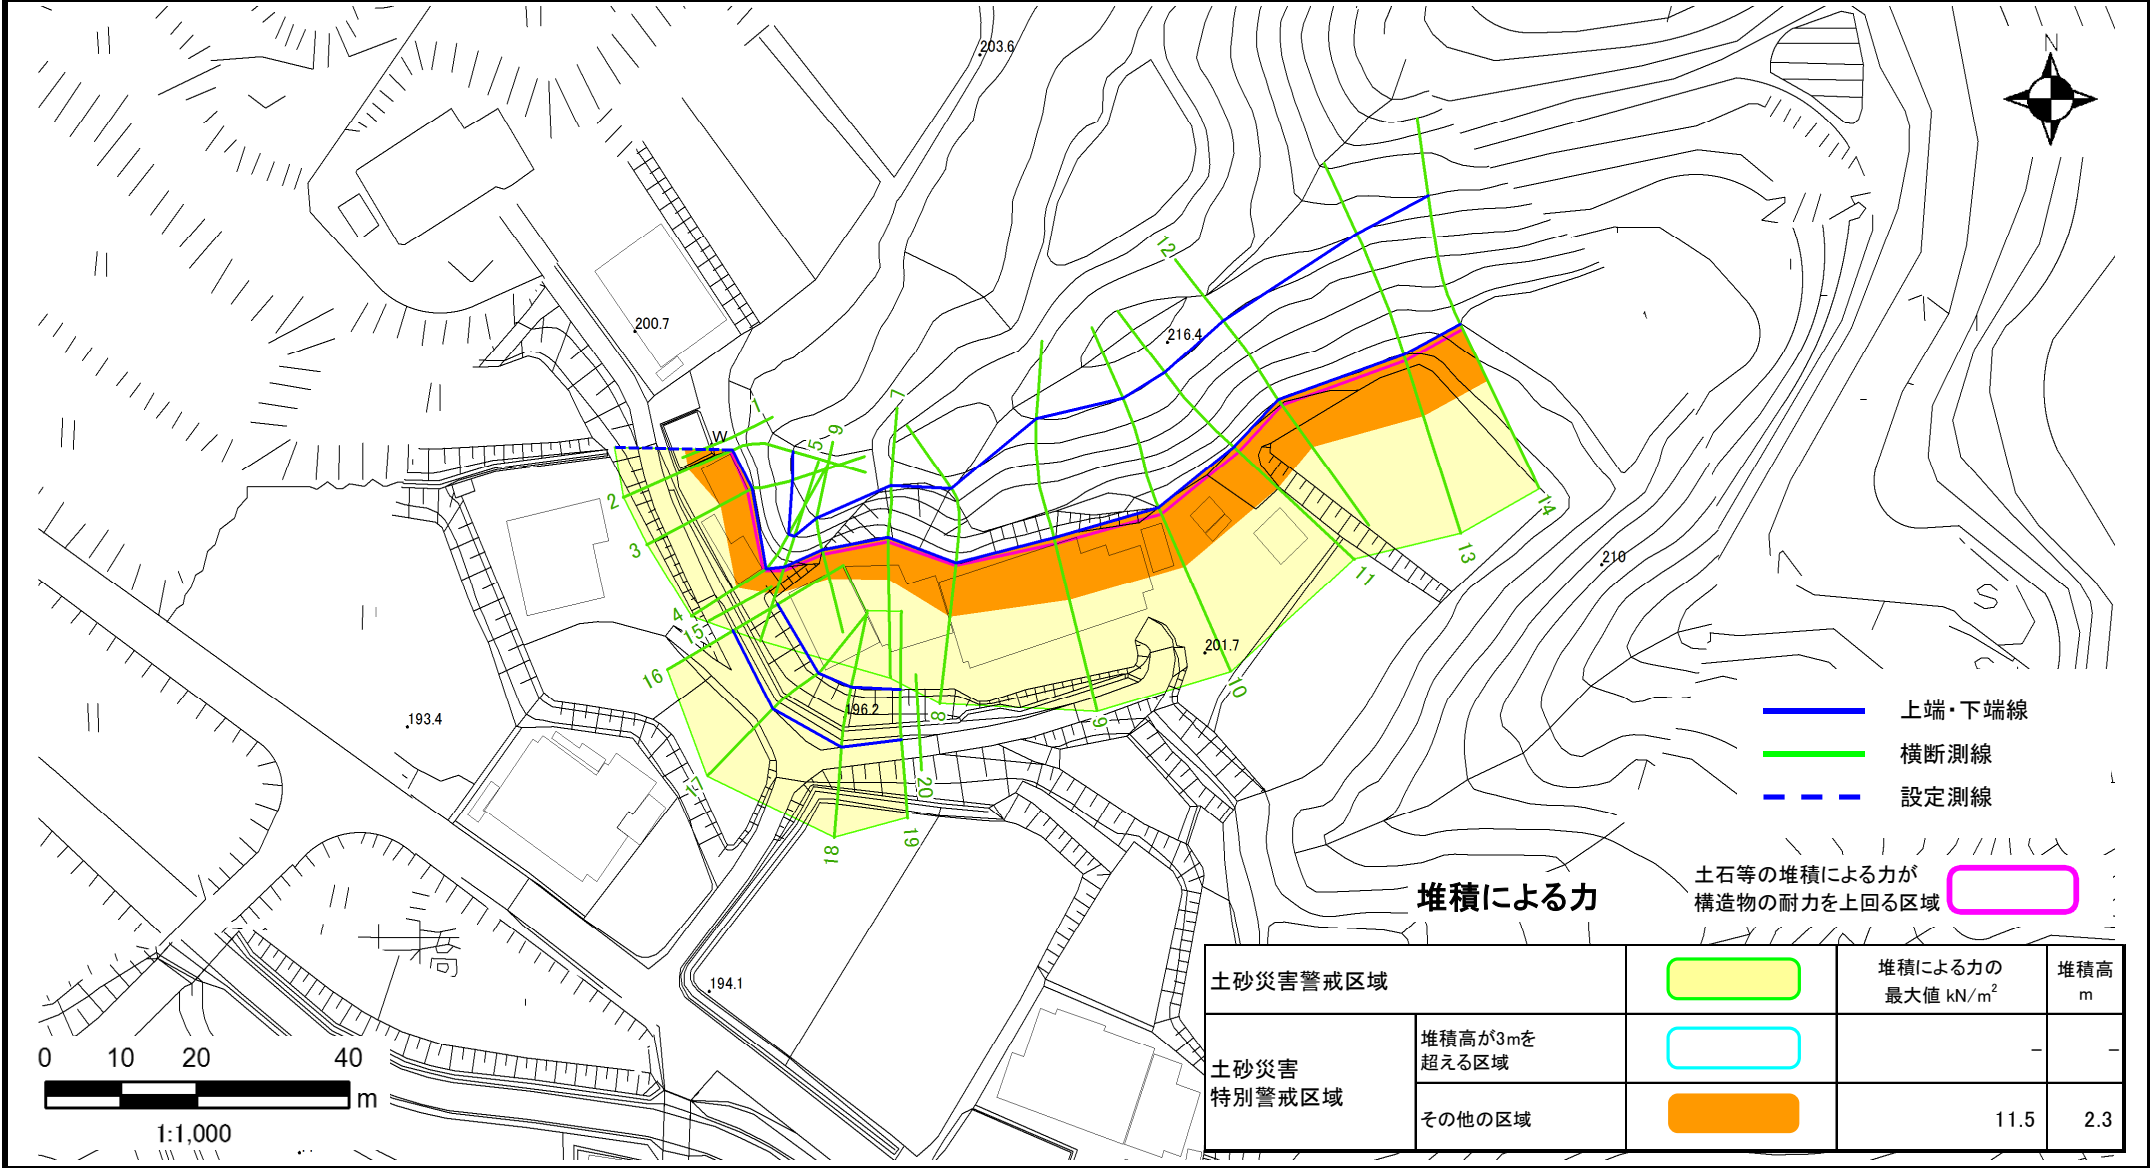 203.6
N
200.7
216.4
12
7
1
W
5
6
2
3
4
15
16
14
13
11
210
201.7
10
9
8
196.2
193.4
17
20
19
18
194.1
上端・下端線
横断測線
設定測線
堆積による力
土石等の堆積による力が
構造物の耐力を上回る区域
土砂災害警戒区域
堆積による力の
最大値 kN/m²
堆積高
m
土砂災害
特別警戒区域
堆積高が3mを
超える区域
－
－
その他の区域
11.5
2.3
0 10 20 40
m
1:1,000